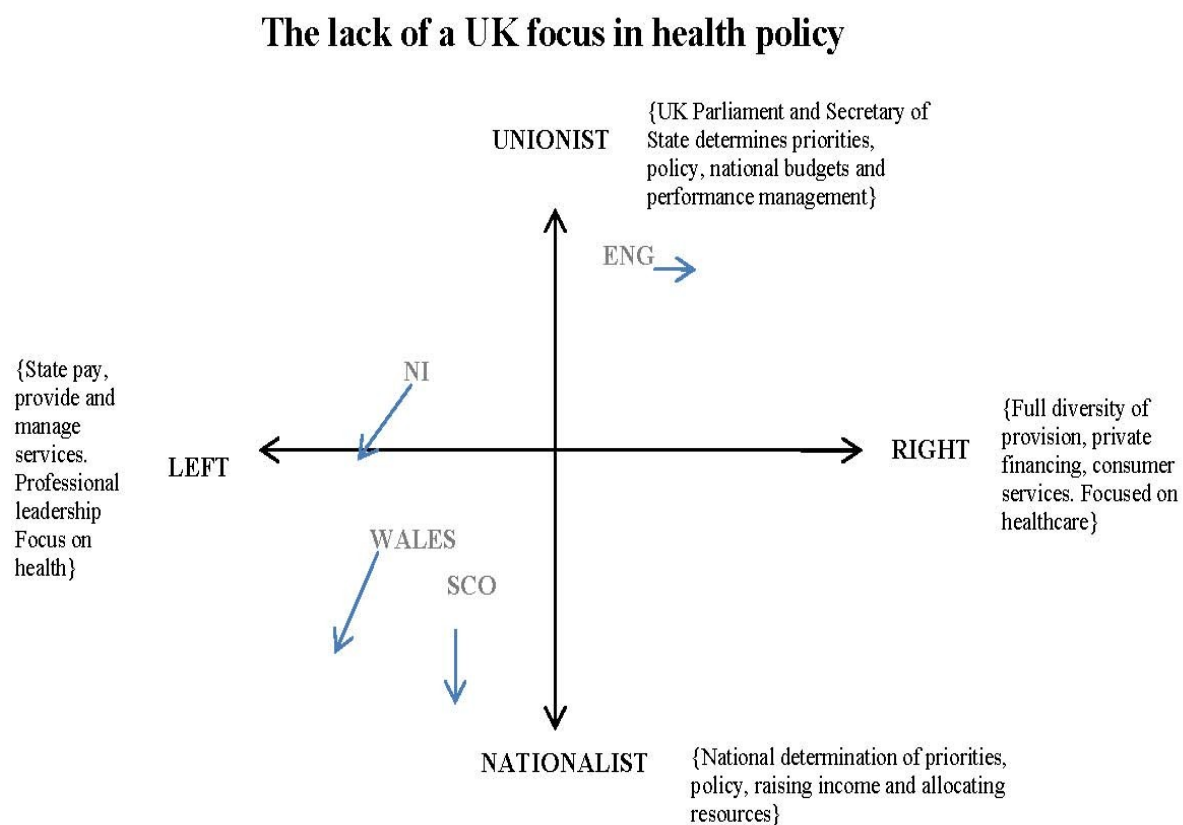 The lack of a UK focus in health policy
UNIONIST
{UK Parliament and Secretary of
State determines priorities,
policy, national budgets and
performance management}
ENG
NI
{State pay,
provide and
manage
services.
Professional
leadership
Focus on
health}
LEFT
RIGHT
{Full diversity of
provision, private
financing, consumer
services. Focused on
healthcare}
WALES
SCO
NATIONALIST
{National determination of priorities,
policy, raising income and allocating
resources}